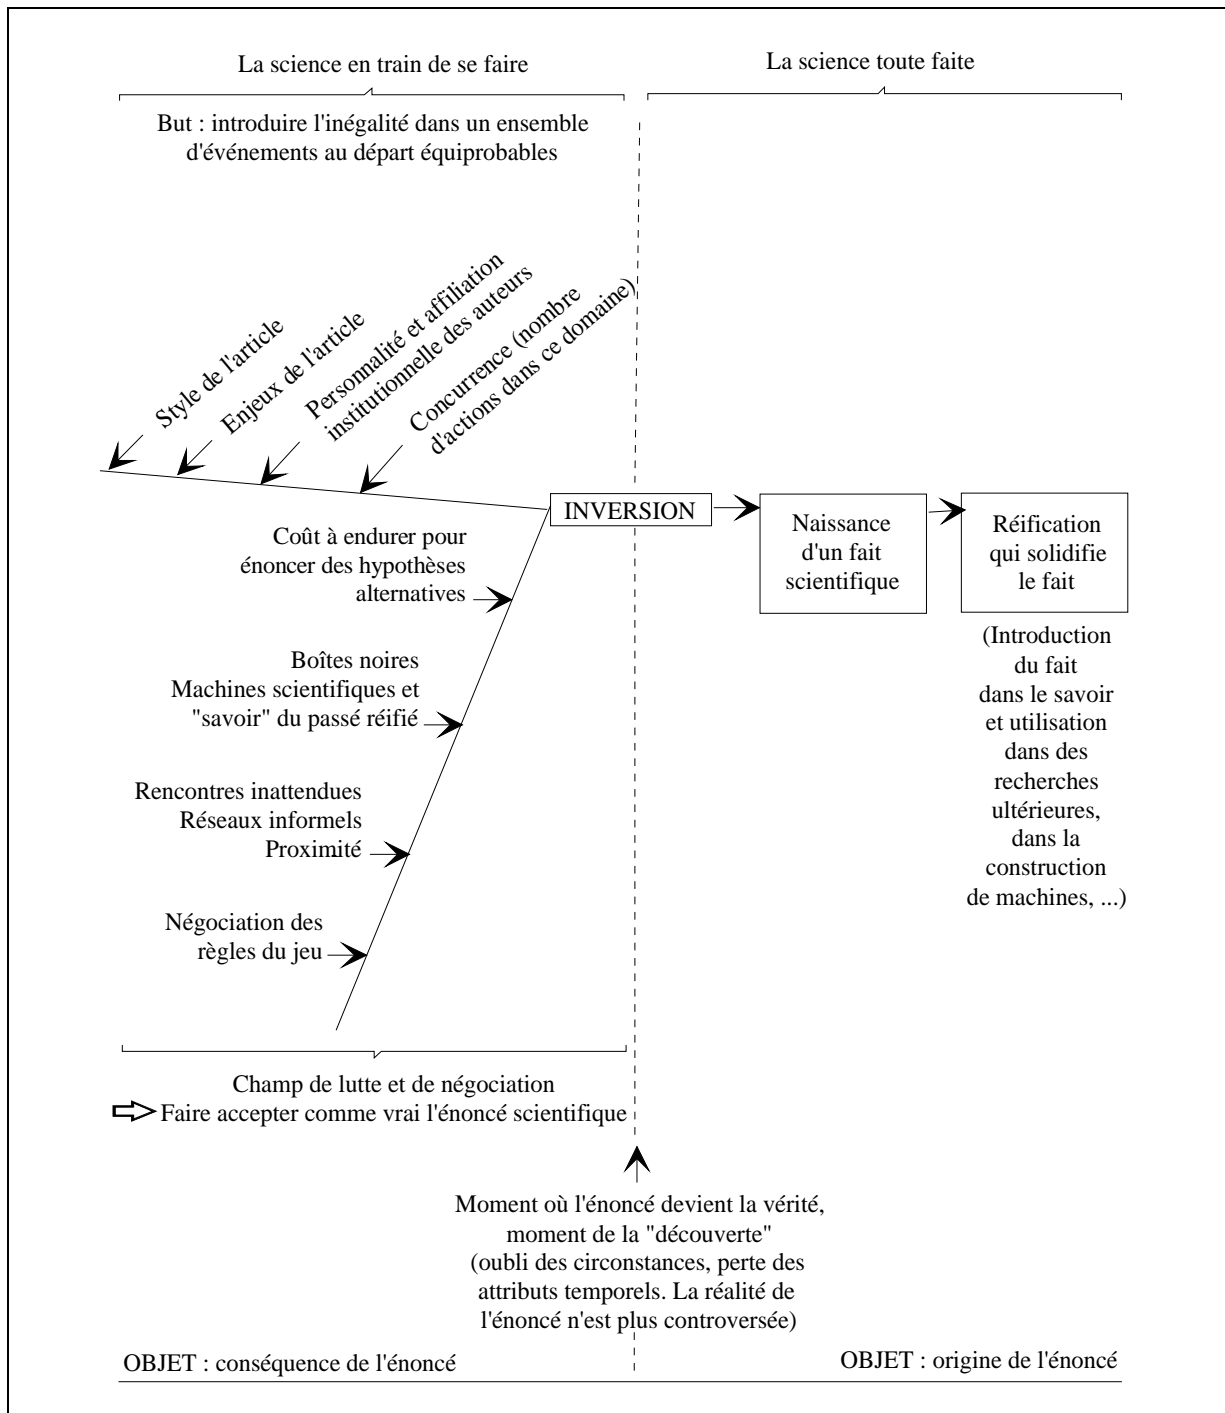 La science en train de se faire
La science toute faite
But : introduire l'inégalité dans un ensemble
d'événements au départ équiprobables
Style de l'article
Enjeux de l'article
Personnalité et affiliation
institutionnelle des auteurs
Concurrence (nombre
d'actions dans ce domaine)
INVERSION
Naissance
d'un fait
scientifique
Réification
qui solidifie
le fait
(Introduction
du fait
dans le savoir
et utilisation
dans des
recherches
ultérieures,
dans la
construction
de machines, ...)
Coût à endurer pour
énoncer des hypothèses
alternatives
Boîtes noires
Machines scientifiques et
"savoir" du passé réifié
Rencontres inattendues
Réseaux informels
Proximité
Négociation des
règles du jeu
Champ de lutte et de négociation
Faire accepter comme vrai l'énoncé scientifique
Moment où l'énoncé devient la vérité,
moment de la "découverte"
(oubli des circonstances, perte des
attributs temporels. La réalité de
l'énoncé n'est plus controversée)
OBJET : conséquence de l'énoncé
OBJET : origine de l'énoncé